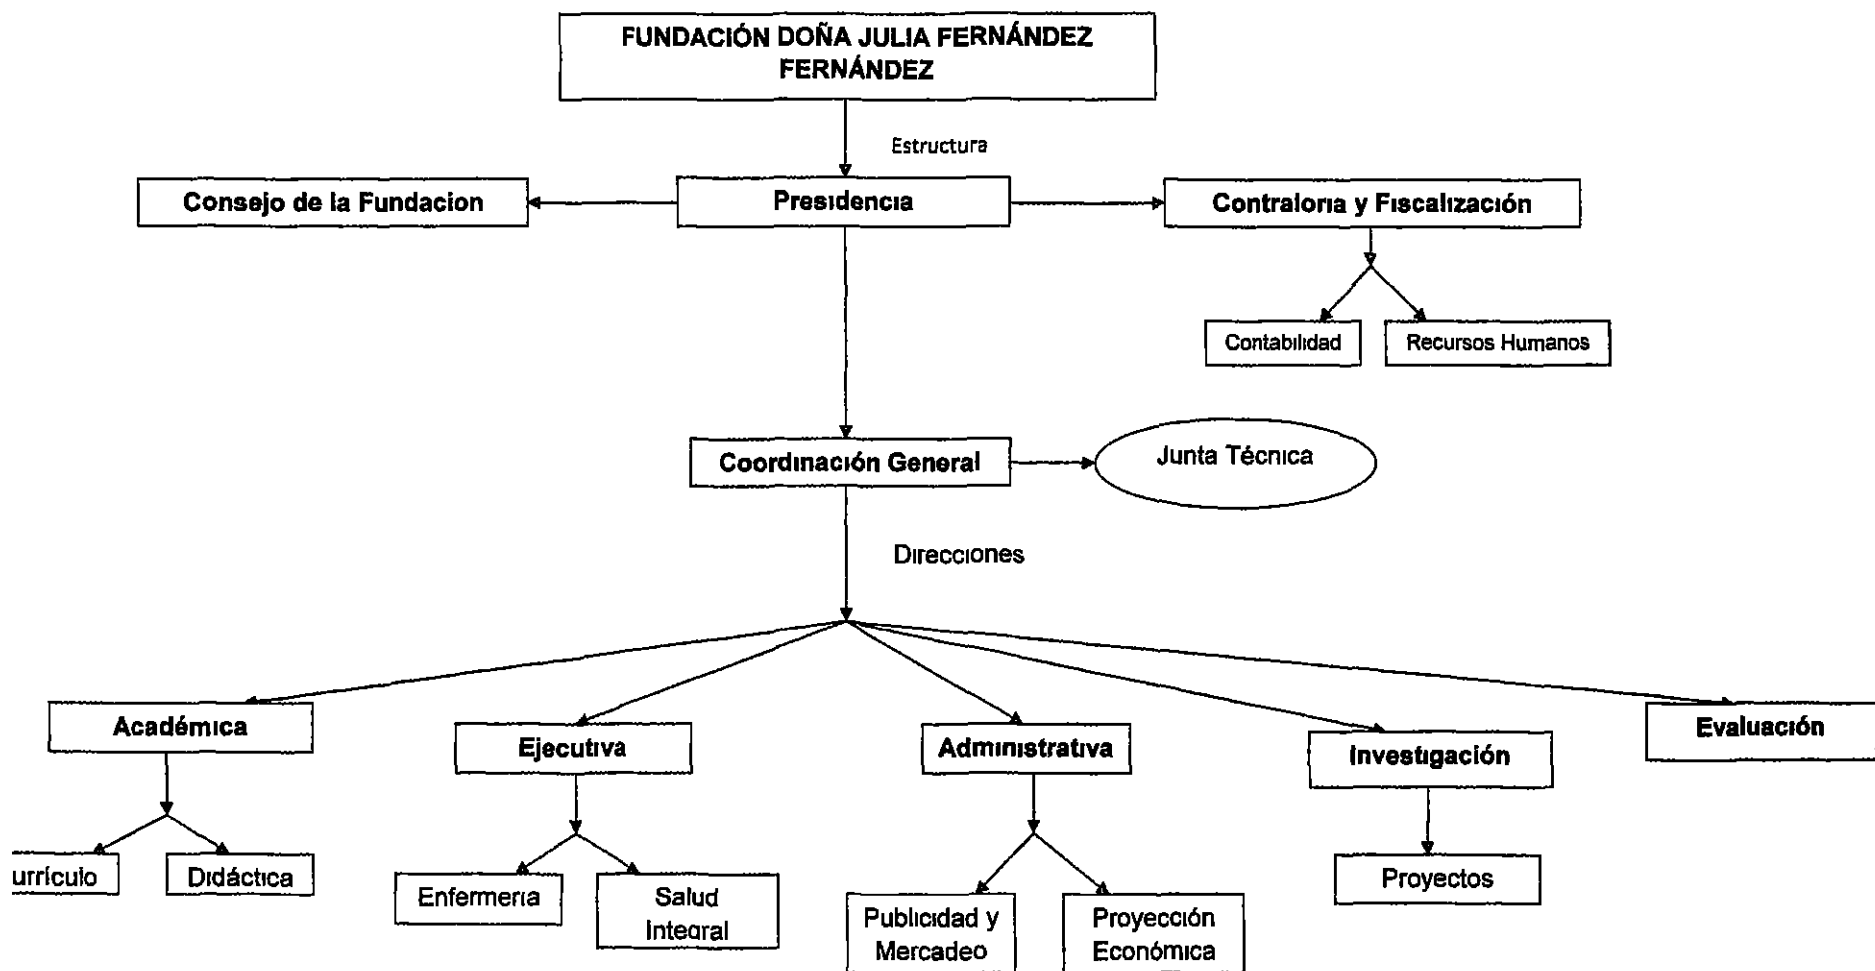 FUNDACIÓN DOÑA JULIA FERNÁNDEZ
FERNÁNDEZ
Estructura
Consejo de la Fundacion
Presidencia
Contraloria y Fiscalización
Contabilidad
Recursos Humanos
Coordinación General
Junta Técnica
Direcciones
Académica
Ejecutiva
Administrativa
Investigación
Evaluación
urrículo
Didáctica
Enfermeria
Salud
Integral
Publicidad y
Mercadeo
Proyección
Económica
Proyectos